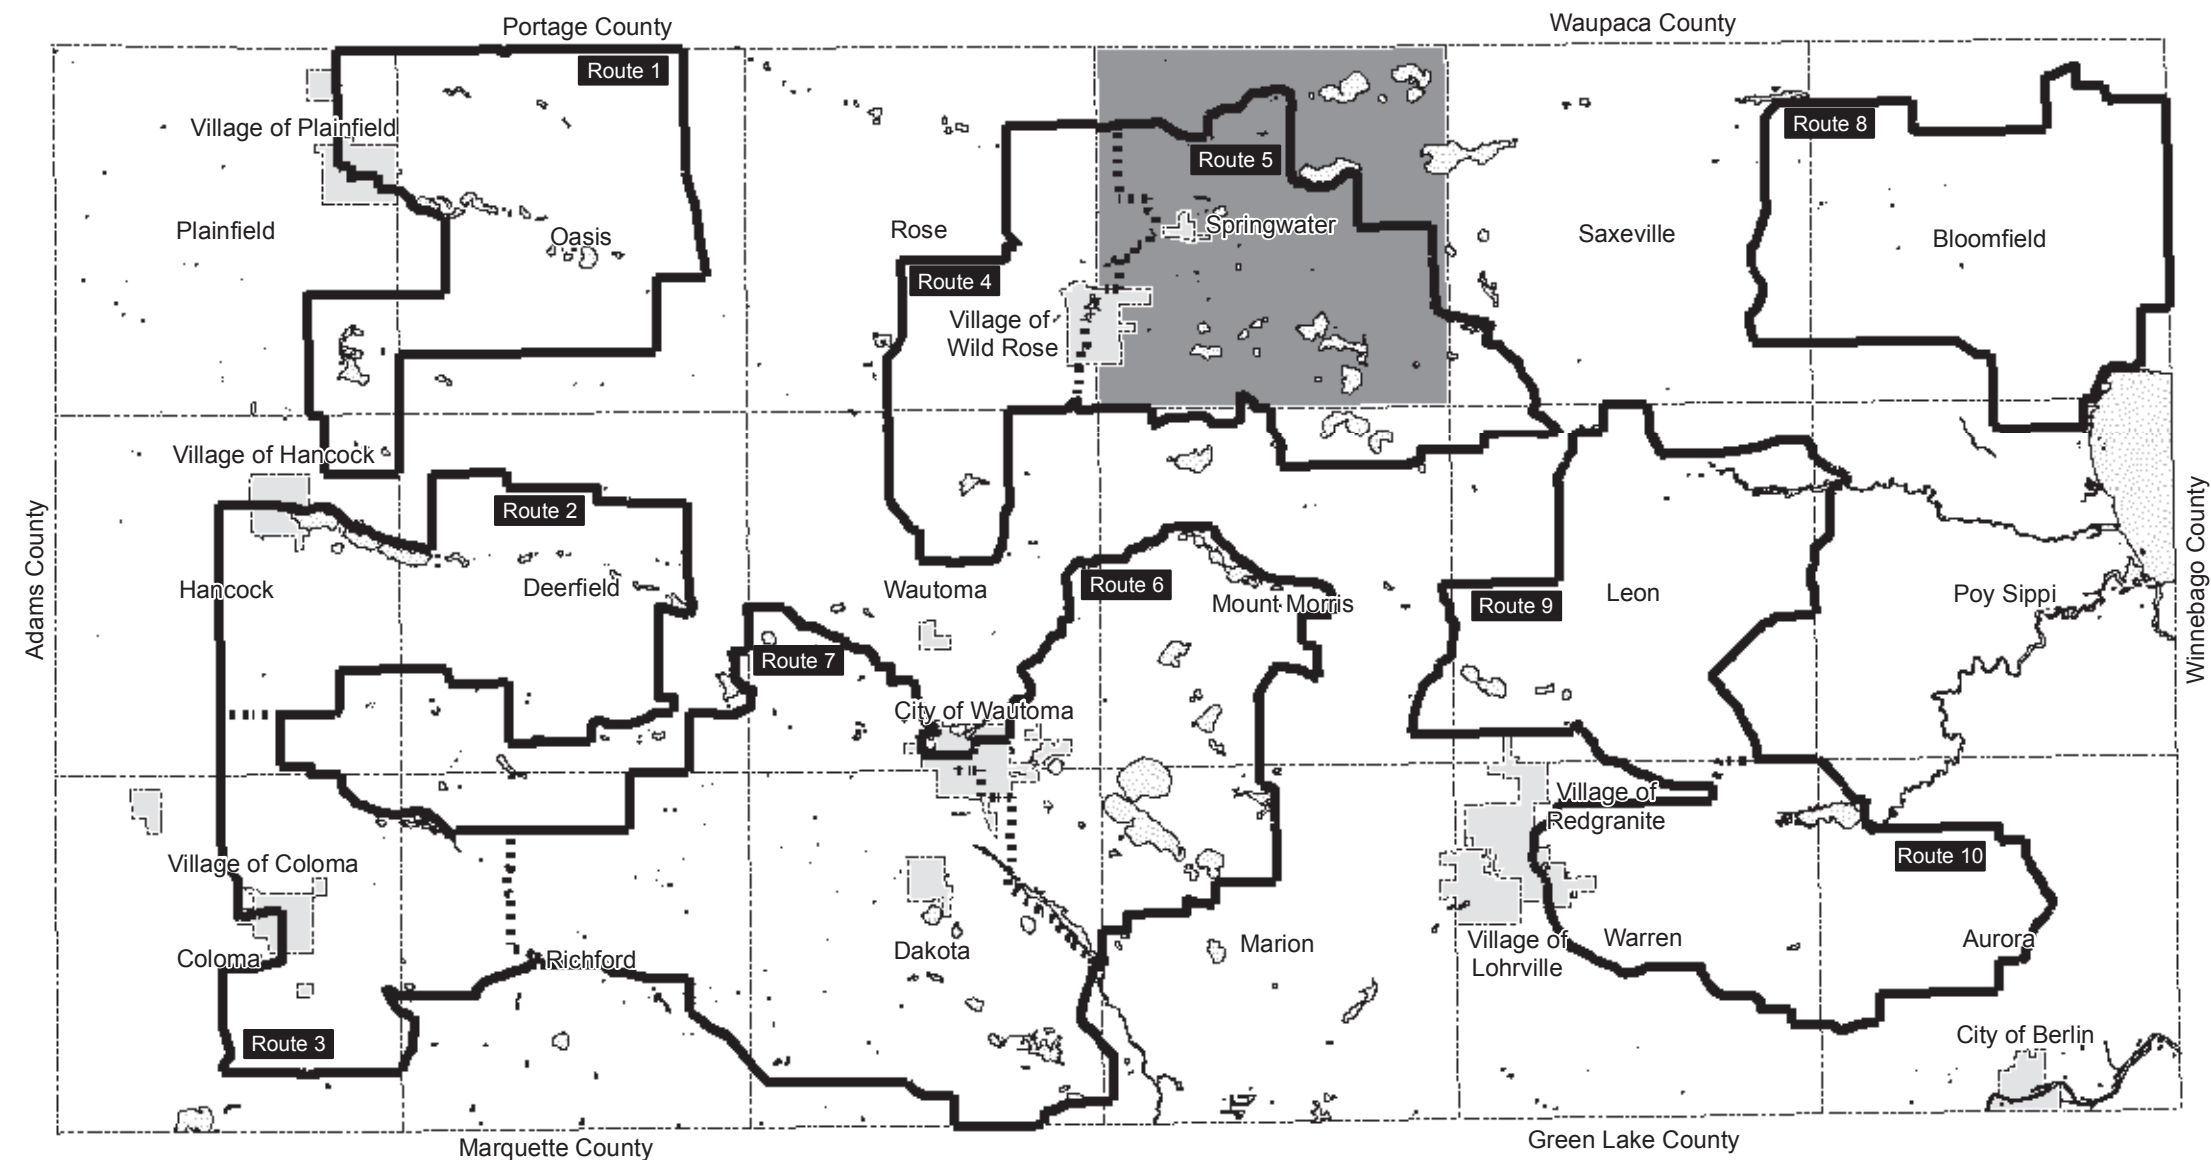 Portage County
Waupaca County
Route 1
Village of Plainfield
Route 8
Route 5
Plainfield
Oasis
Rose
Springwater
Saxeville
Bloomfield
Route 4
Village of
Wild Rose
Village of Hancock
Route 2
Adams County
Winnebago County
Hancock
Deerfield
Wautoma
Route 6
Mount Morris
Route 9
Leon
Poy Sippi
Route 7
City of Wautoma
Village of
Redgranite
Village of Coloma
Route 10
Coloma
Richford
Dakota
Marion
Village of
Lohrville
Warren
Aurora
Route 3
City of Berlin
Marquette County
Green Lake County